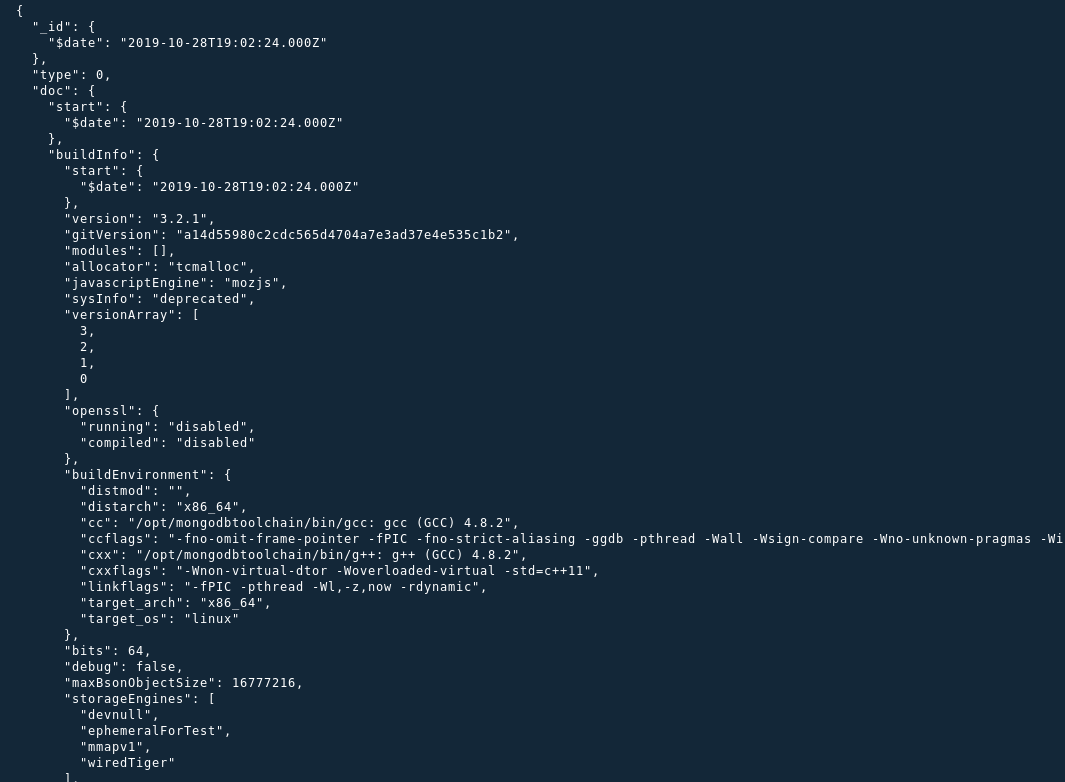 {
  "_id": {
    "$date": "2019-10-28T19:02:24.000Z"
  },
  "type": 0,
  "doc": {
    "start": {
      "$date": "2019-10-28T19:02:24.000Z"
    },
    "buildInfo": {
      "start": {
        "$date": "2019-10-28T19:02:24.000Z"
      },
      "version": "3.2.1",
      "gitVersion": "a14d55980c2cdc565d4704a7e3ad37e4e535c1b2",
      "modules": [],
      "allocator": "tcmalloc",
      "javascriptEngine": "mozjs",
      "sysInfo": "deprecated",
      "versionArray": [
        3,
        2,
        1,
        0
      ],
      "openssl": {
        "running": "disabled",
        "compiled": "disabled"
      },
      "buildEnvironment": {
        "distmod": "",
        "distarch": "x86_64",
        "cc": "/opt/mongodbtoolchain/bin/gcc: gcc (GCC) 4.8.2",
        "ccflags": "-fno-omit-frame-pointer -fPIC -fno-strict-aliasing -ggdb -pthread -Wall -Wsign-compare -Wno-unknown-pragmas -Wi
        "cxx": "/opt/mongodbtoolchain/bin/g++: g++ (GCC) 4.8.2",
        "cxxflags": "-Wnon-virtual-dtor -Woverloaded-virtual -std=c++11",
        "linkflags": "-fPIC -pthread -Wl,-z,now -rdynamic",
        "target_arch": "x86_64",
        "target_os": "linux"
      },
      "bits": 64,
      "debug": false,
      "maxBsonObjectSize": 16777216,
      "storageEngines": [
        "devnull",
        "ephemeralForTest",
        "mmapv1",
        "wiredTiger"
      ],